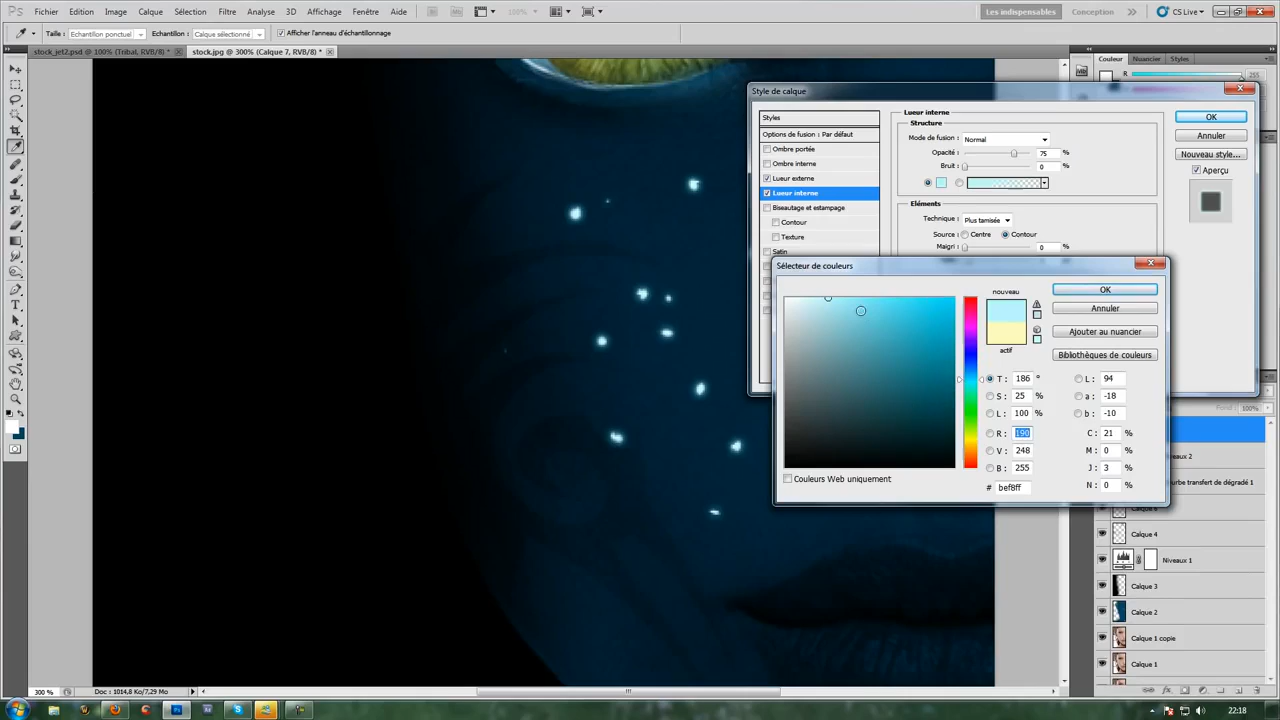 Ps Fichier Edition Image Calque Sélection Filtre Analyse 3D Affichage Fenêtre Aide Mb 100% Les indispensables Conception CS Live
Taille : Echantillon ponctuel Echantillon : Calque sélectionné Afficher l'anneau d'échantillonnage
stock_jet2.psd @ 100% (Tribal, RVB/8) * stock.jpg @ 300% (Calque 7, RVB/8) *
Couleur Nuancier Styles
R 255
Style de calque
Styles
Options de fusion : Par défaut
Ombre portée
Ombre interne
Lueur externe
Lueur interne
Biseautage et estampage
Contour
Texture
Satin
Lueur interne
Structure
Mode de fusion : Normal
Opacité : 75 %
Bruit : 0 %
Eléments
Technique : Plus tamisée
Source : Centre Contour
Maigri : 0 %
OK
Annuler
Nouveau style...
Aperçu
Sélecteur de couleurs
nouveau
actif
OK
Annuler
Ajouter au nuancier
Bibliothèques de couleurs
T : 186 °
S : 25 %
L : 100 %
R : 190
V : 248
B : 255
# bef8ff
L : 94
a : -18
b : -10
C : 21 %
M : 0 %
J : 3 %
N : 0 %
Couleurs Web uniquement
Fond : 100%
Niveaux 2
urbe transfert de dégradé 1
Calque 4
Niveaux 1
Calque 3
Calque 2
Calque 1 copie
Calque 1
300 % Doc : 1014,8 Ko/7,29 Mo
22:18